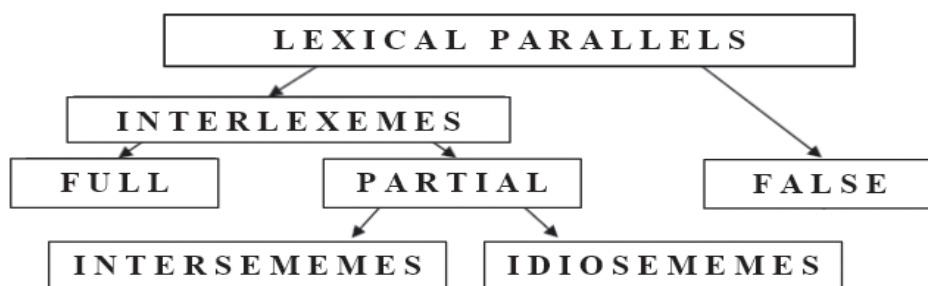 LEXICAL PARALLELS
INTERLEXEMES
FULL
PARTIAL
FALSE
INTERSEMEMES
IDIOSEMEMES